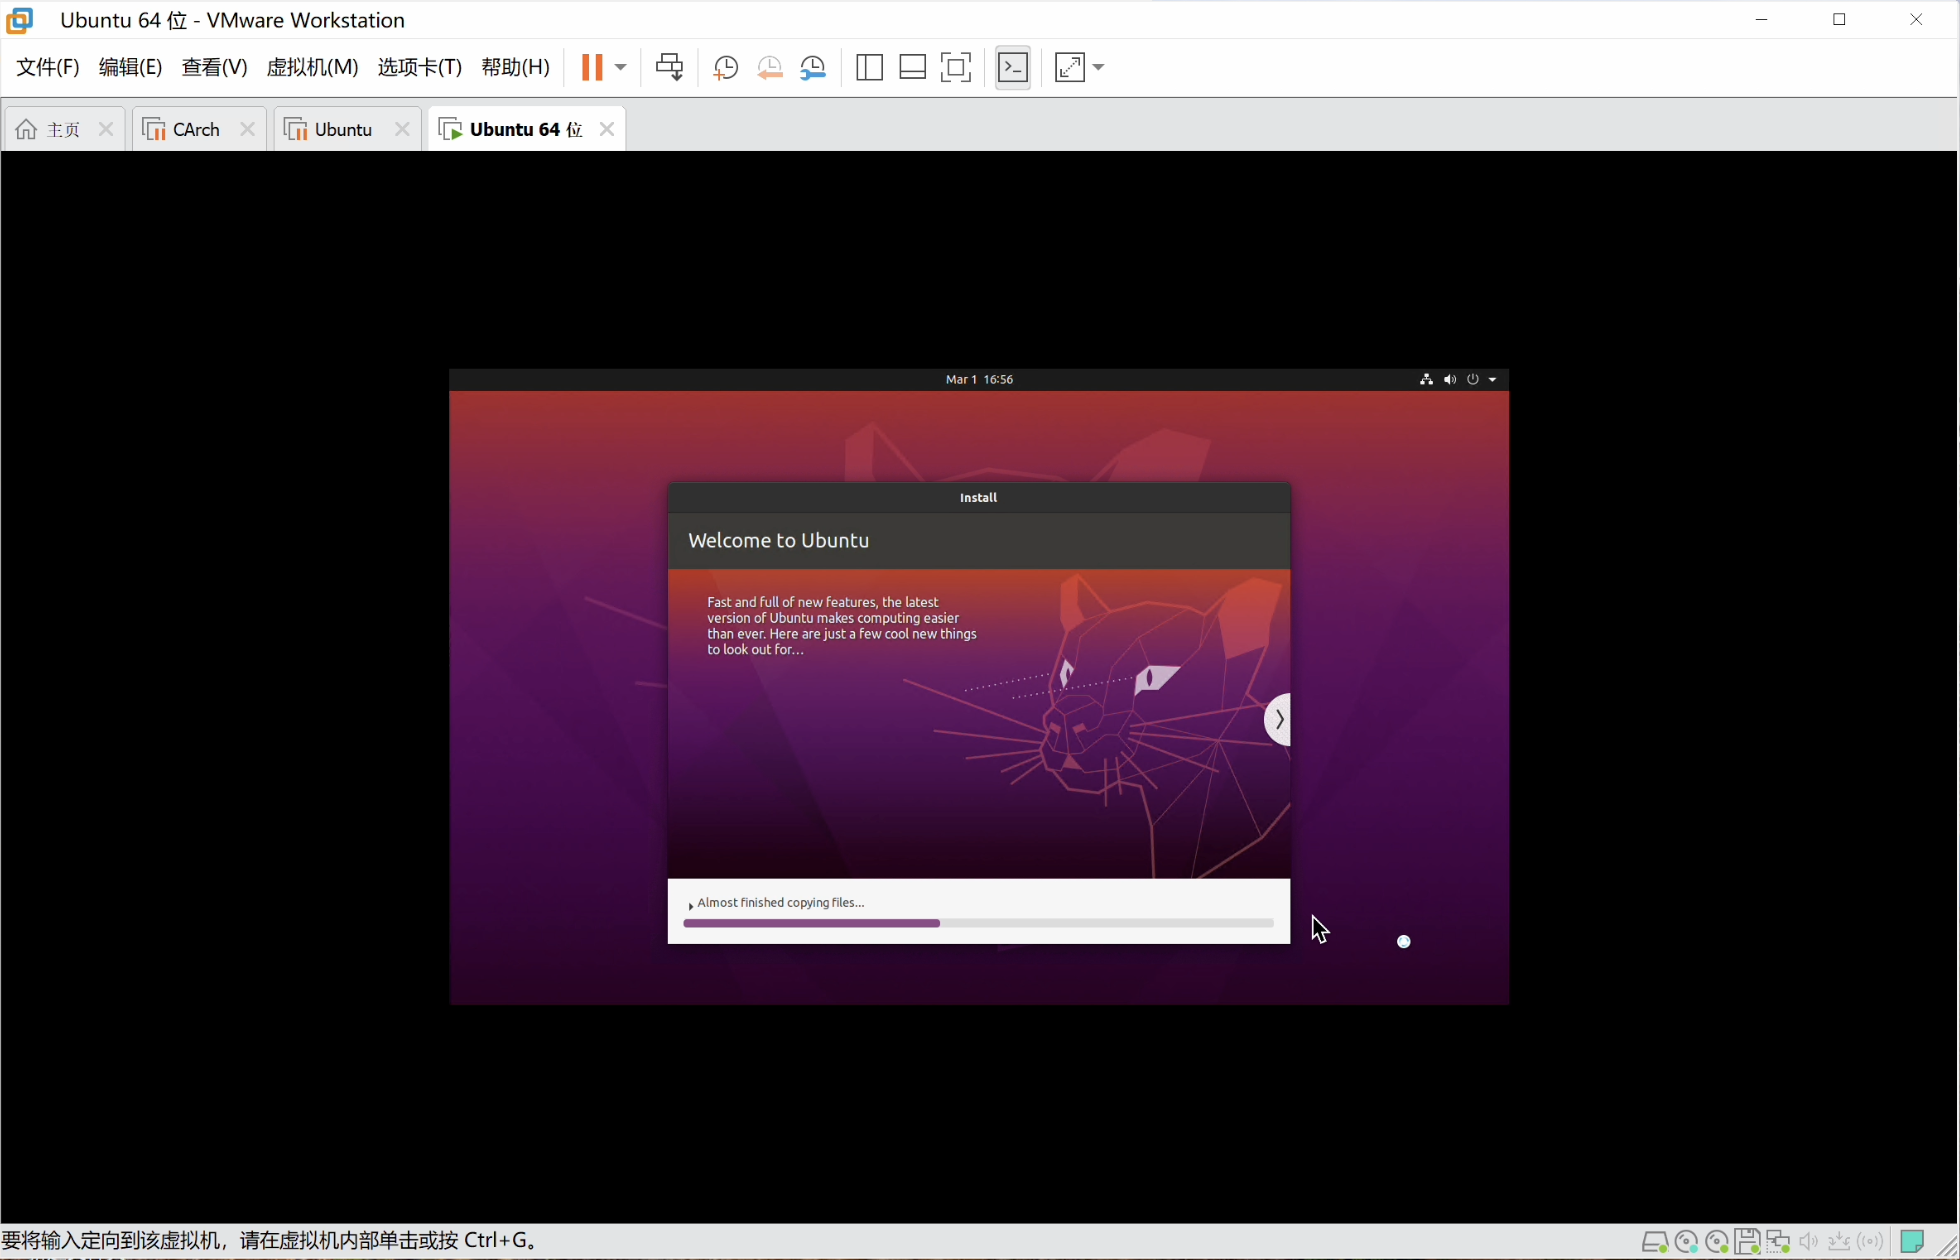 Ubuntu 64 位 - VMware Workstation
文件(F) 编辑(E) 查看(V) 虚拟机(M) 选项卡(T) 帮助(H)
主页 CArch Ubuntu Ubuntu 64 位
Mar 1 16:56
Install
Welcome to Ubuntu
Fast and full of new features, the latest
version of Ubuntu makes computing easier
than ever. Here are just a few cool new things
to look out for...
Almost finished copying files...
要将输入定向到该虚拟机，请在虚拟机内部单击或按 Ctrl+G。